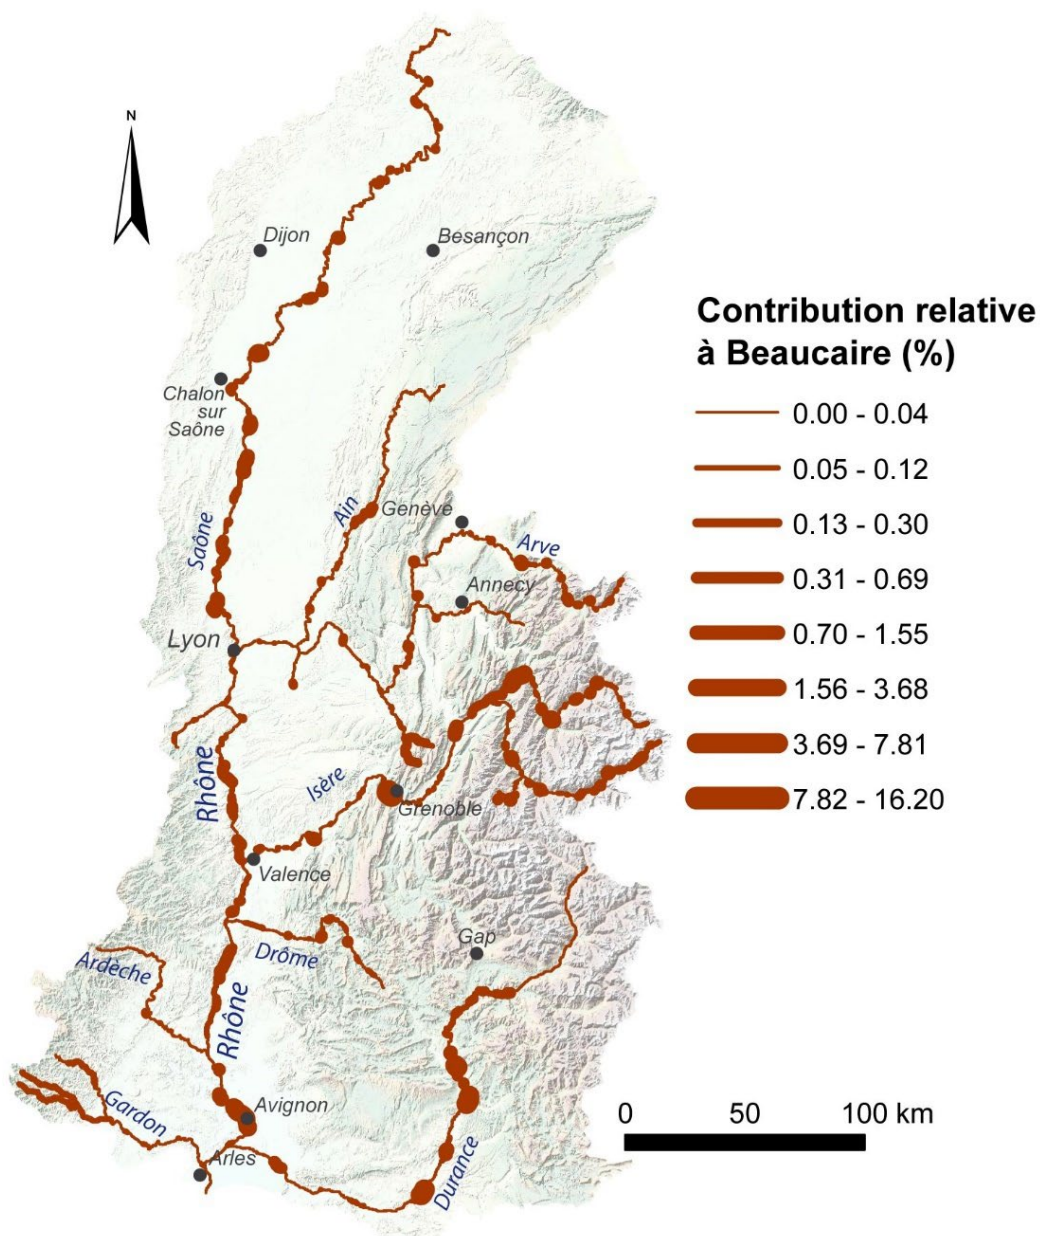 N
Dijon
Besançon
Contribution relative
à Beaucaire (%)
Chalon
sur
Saône
0.00 - 0.04
0.05 - 0.12
Saône
Ain
Genève
0.13 - 0.30
Arve
Annecy
0.31 - 0.69
Lyon
0.70 - 1.55
1.56 - 3.68
Rhône
3.69 - 7.81
Isère
Grenoble
7.82 - 16.20
Valence
Drôme
Gap
Ardèche
Rhône
Avignon
Gardon
0 50 100 km
Arles
Durance